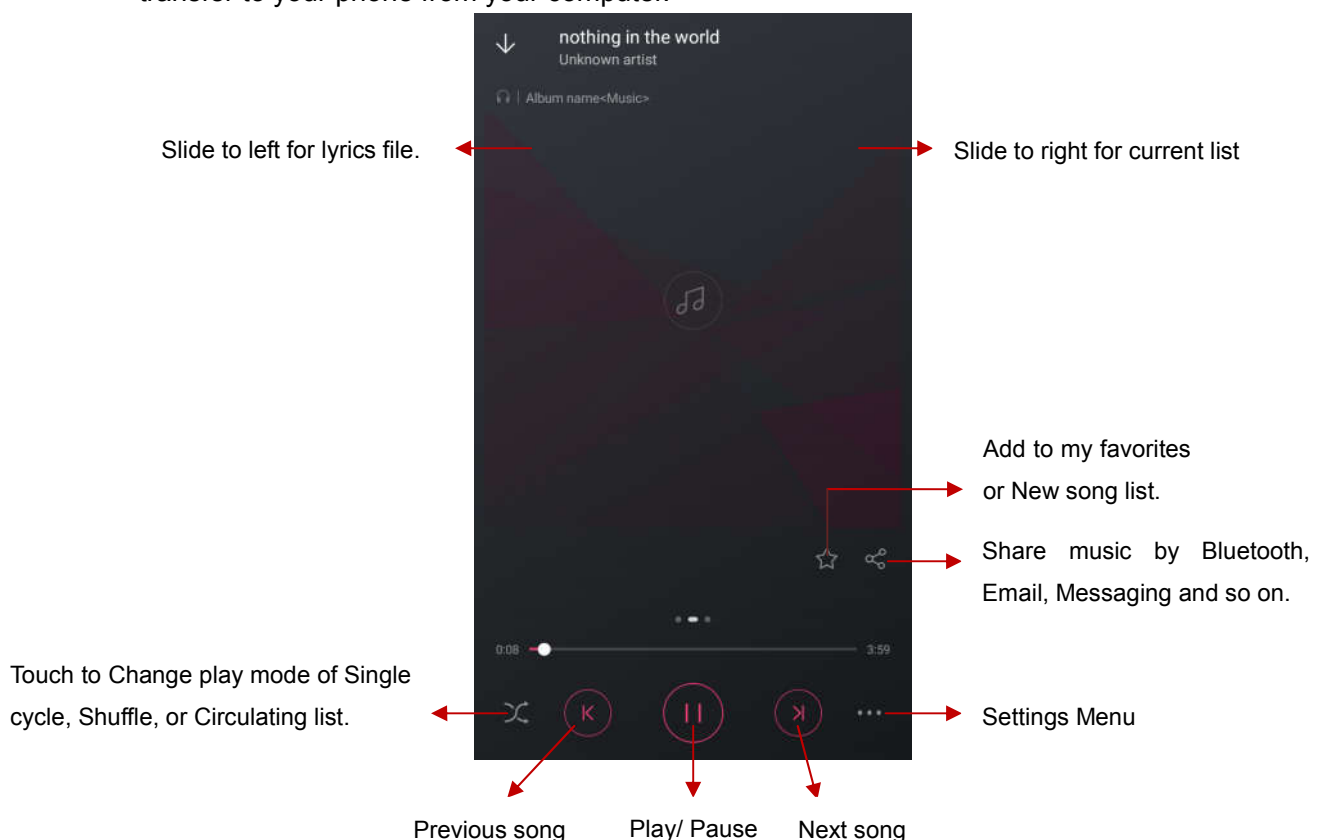 transfer to your phone from your computer.
nothing in the world
Unknown artist
Album name<Music>
Slide to left for lyrics file.
Slide to right for current list
Add to my favorites
or New song list.
Share music by Bluetooth,
Email, Messaging and so on.
0:08
3:59
Touch to Change play mode of Single
cycle, Shuffle, or Circulating list.
Settings Menu
Previous song
Play/ Pause
Next song